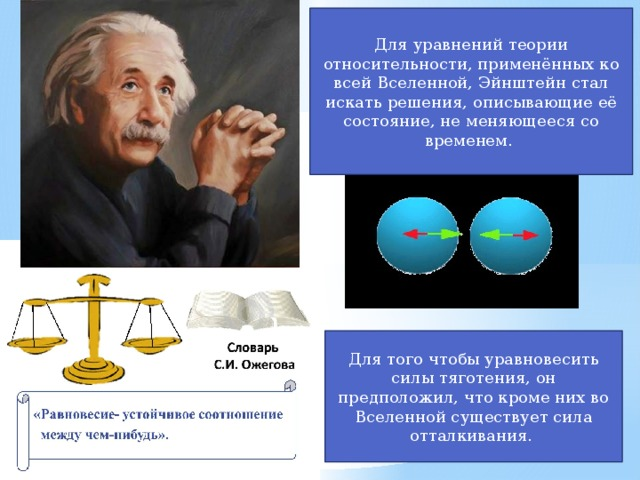 Для уравнений теории
относительности, применённых ко
всей Вселенной, Эйнштейн стал
искать решения, описывающие её
состояние, не меняющееся со
временем.
Словарь
С.И. Ожегова
«Равновесие- устойчивое соотношение
между чем-нибудь».
Для того чтобы уравновесить
силы тяготения, он
предположил, что кроме них во
Вселенной существует сила
отталкивания.